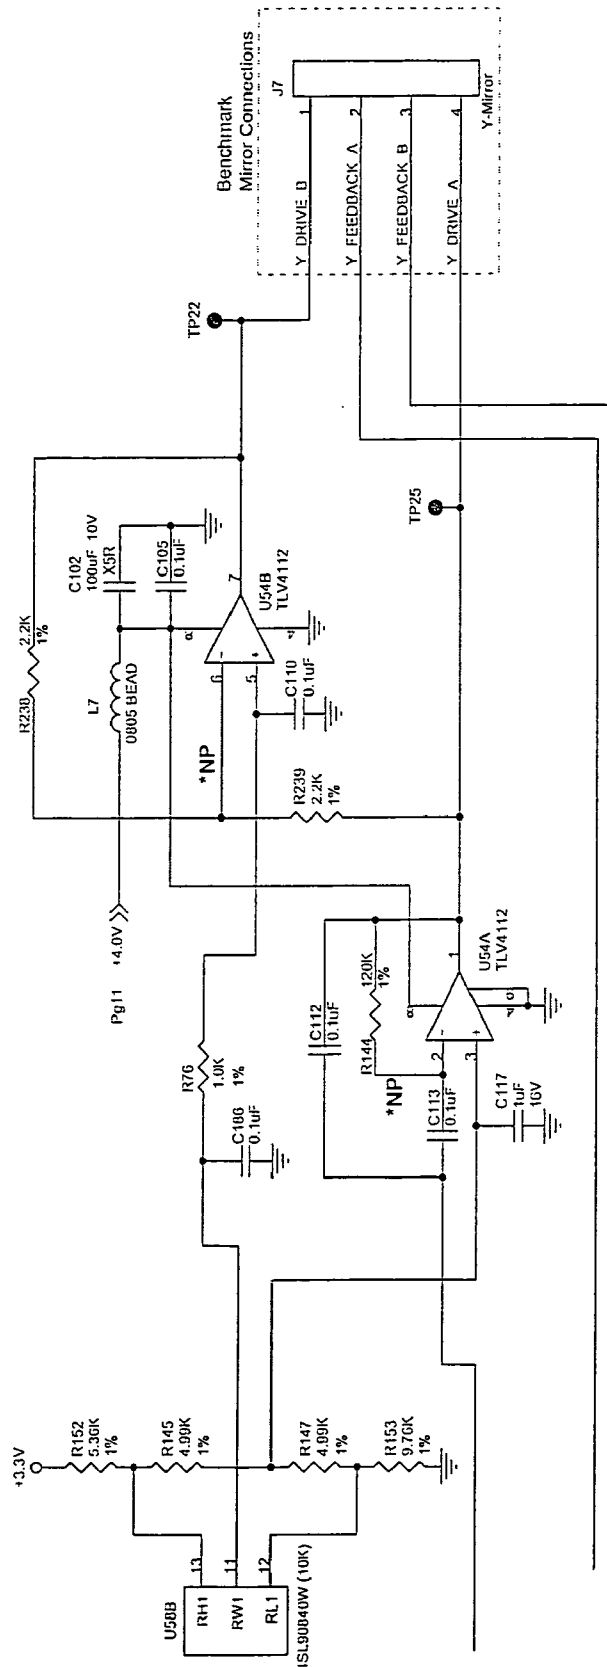 Benchmark
Mirror Connections
J7
Y DRIVE B
1
Y FEEDBACK A
2
Y FEEDBACK B
3
Y DRIVE A
4
Y-Mirror
TP22
TP25
R238
2.2K
1%
C102
100uF 10V
X5R
C105
0.1uF
L7
0805 BEAD
Pg11
+4.0V
*NP
6
5
7
-
+
U54B
TLV4112
C110
0.1uF
R239
2.2K
1%
R76
1.0K
1%
C186
0.1uF
C112
0.1uF
R144
120K
1%
*NP
C113
0.1uF
2
3
1
-
+
U54A
TLV4112
C117
1uF
16V
+3.3V
R152
5.36K
1%
R145
4.99K
1%
R147
4.99K
1%
R153
9.76K
1%
U58B
RH1
13
RW1
11
RL1
12
ISL90840W (10K)